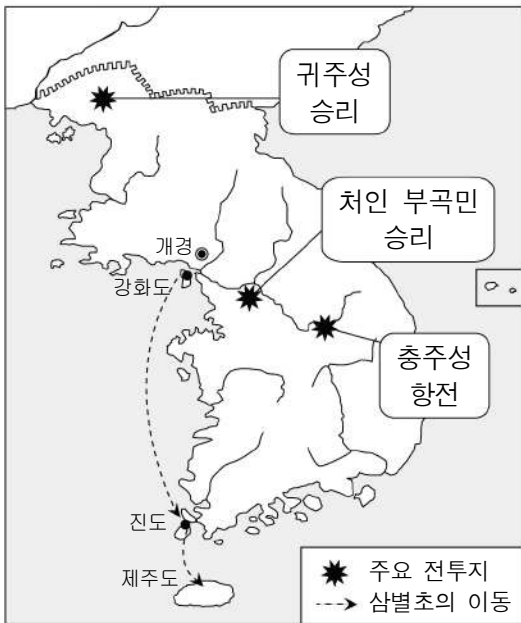 귀주성
승리
처인 부곡민
승리
개경
강화도
충주성
항전
진도
제주도
주요 전투지
삼별초의 이동